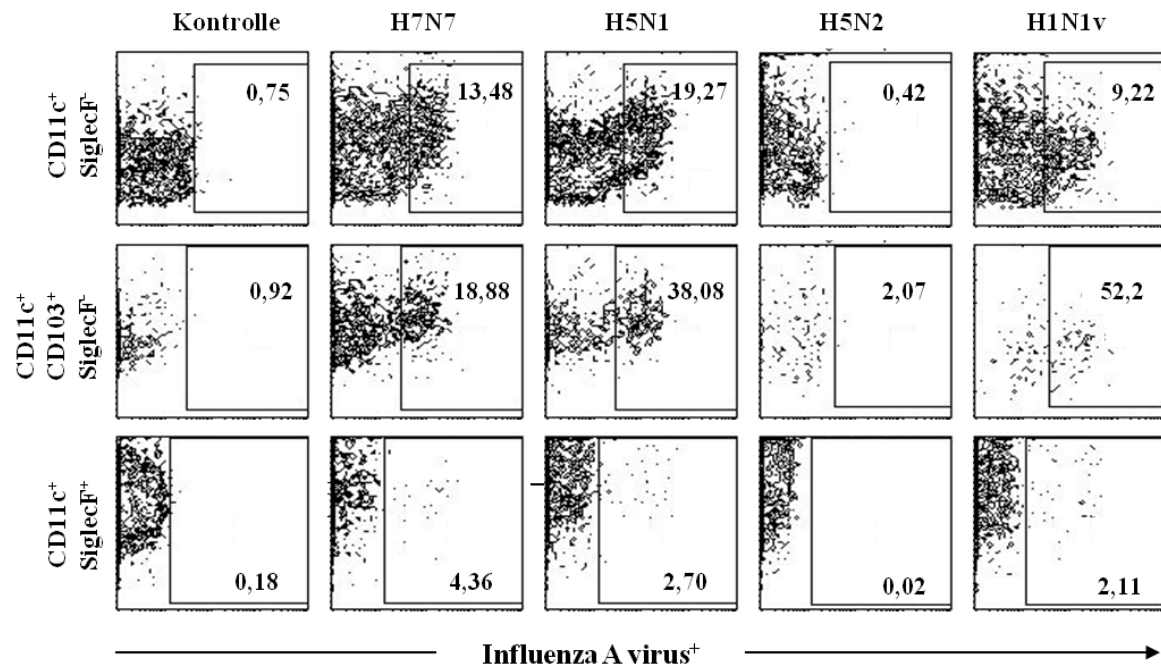 Kontrolle H7N7 H5N1 H5N2 H1N1v
CD11c⁺
SiglecF⁻
0,75 13,48 19,27 0,42 9,22
CD11c⁺
CD103⁺
SiglecF⁻
0,92 18,88 38,08 2,07 52,2
CD11c⁺
SiglecF⁺
0,18 4,36 2,70 0,02 2,11
Influenza A virus⁺